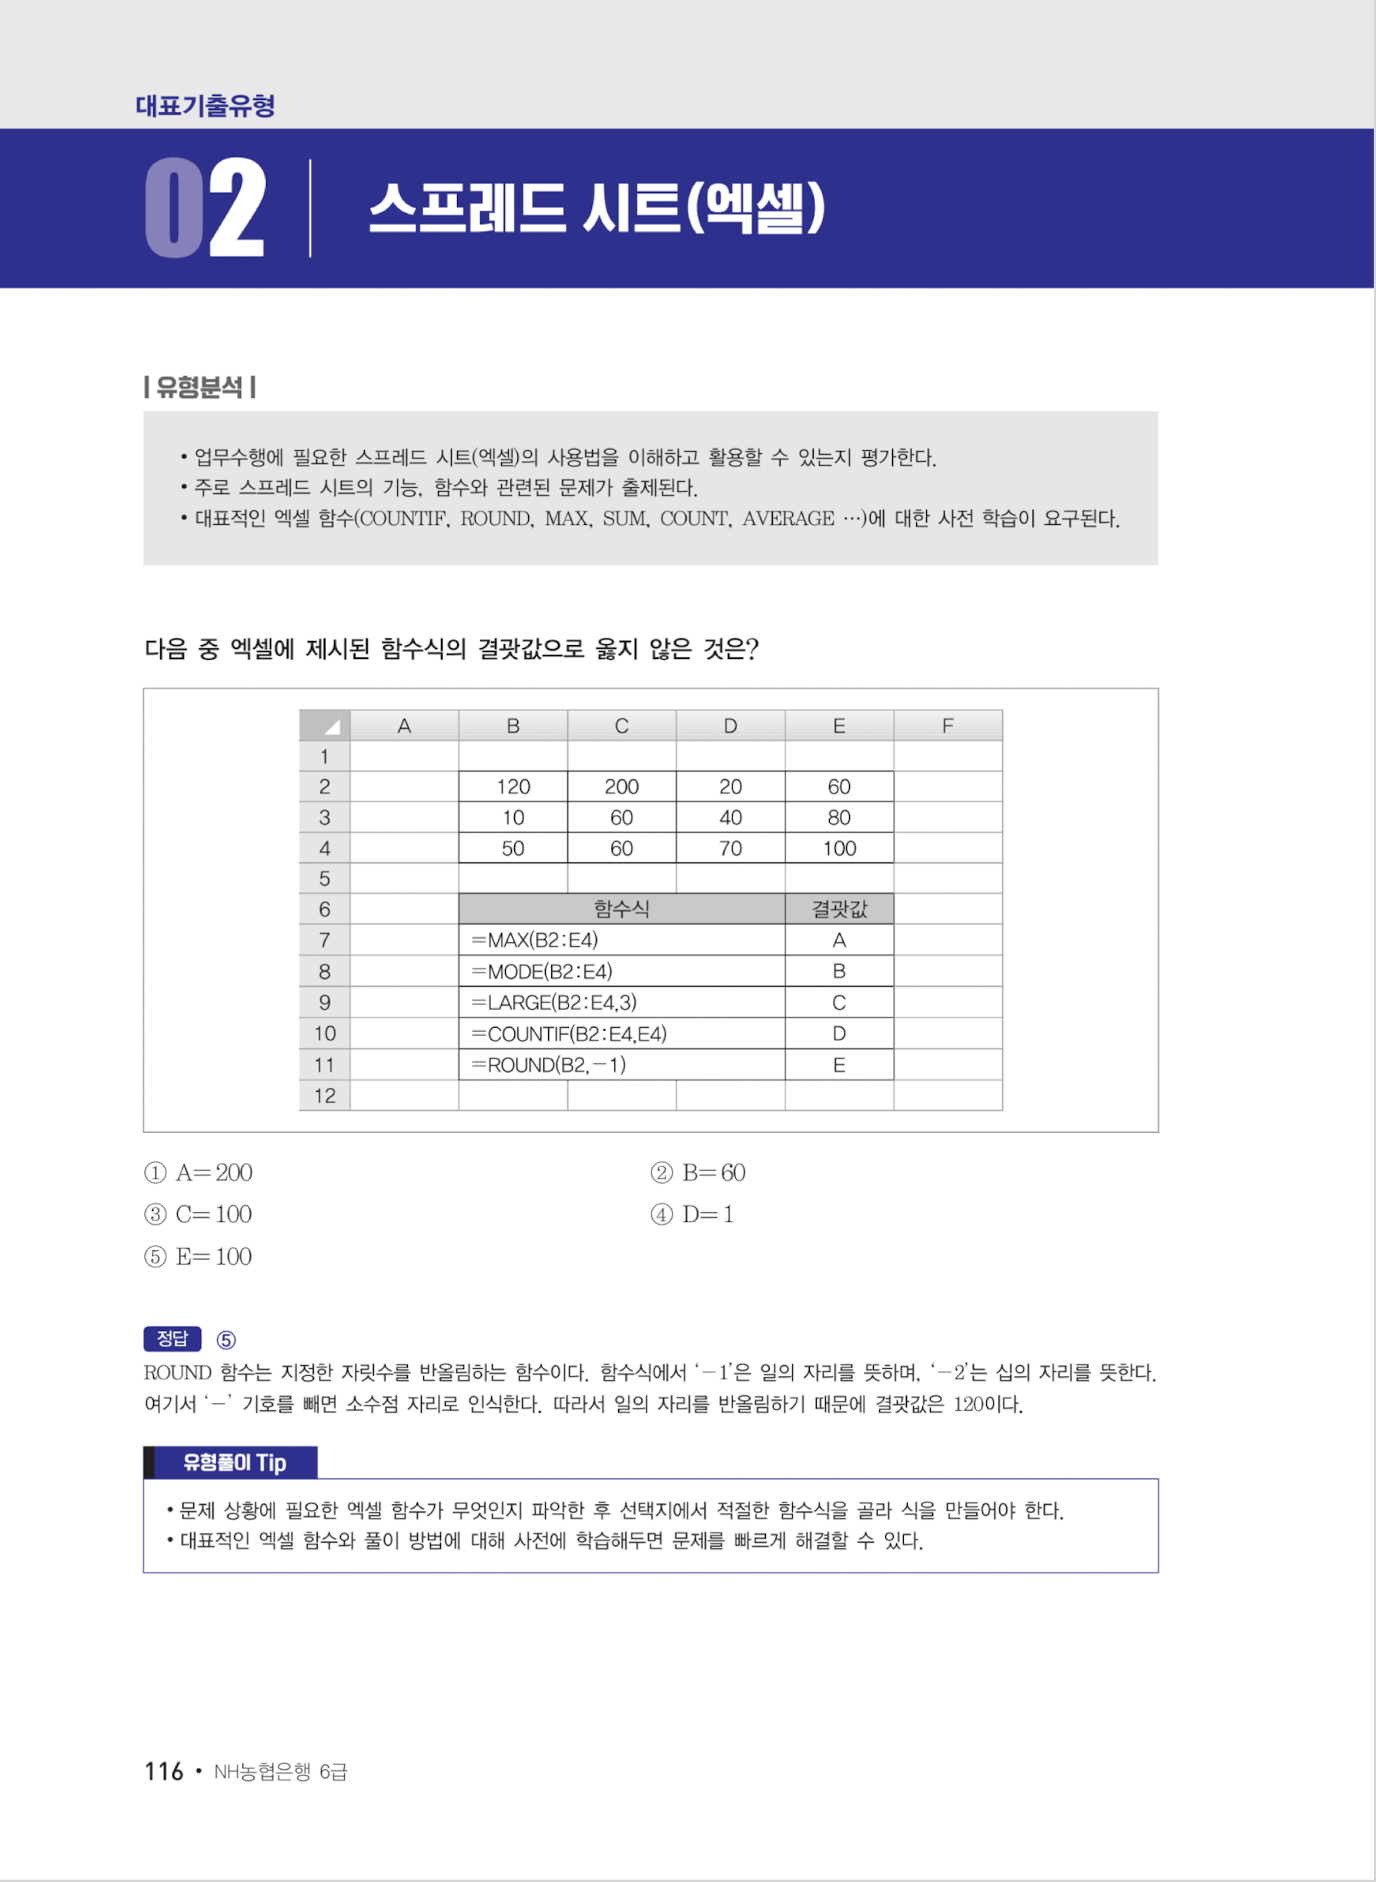 대표기출유형
02 스프레드 시트(엑셀)
| 유형분석 |
• 업무수행에 필요한 스프레드 시트(엑셀)의 사용법을 이해하고 활용할 수 있는지 평가한다.
• 주로 스프레드 시트의 기능, 함수와 관련된 문제가 출제된다.
• 대표적인 엑셀 함수(COUNTIF, ROUND, MAX, SUM, COUNT, AVERAGE …)에 대한 사전 학습이 요구된다.
다음 중 엑셀에 제시된 함수식의 결괏값으로 옳지 않은 것은?
A B C D E F
1
2 120 200 20 60
3 10 60 40 80
4 50 60 70 100
5
6 함수식 결괏값
7 =MAX(B2:E4) A
8 =MODE(B2:E4) B
9 =LARGE(B2:E4,3) C
10 =COUNTIF(B2:E4,E4) D
11 =ROUND(B2,−1) E
12
① A=200 ② B=60
③ C=100 ④ D=1
⑤ E=100
정답 ⑤
ROUND 함수는 지정한 자릿수를 반올림하는 함수이다. 함수식에서 ‘−1’은 일의 자리를 뜻하며, ‘−2’는 십의 자리를 뜻한다.
여기서 ‘−’ 기호를 빼면 소수점 자리로 인식한다. 따라서 일의 자리를 반올림하기 때문에 결괏값은 120이다.
유형풀이 Tip
• 문제 상황에 필요한 엑셀 함수가 무엇인지 파악한 후 선택지에서 적절한 함수식을 골라 식을 만들어야 한다.
• 대표적인 엑셀 함수와 풀이 방법에 대해 사전에 학습해두면 문제를 빠르게 해결할 수 있다.
116 • NH농협은행 6급